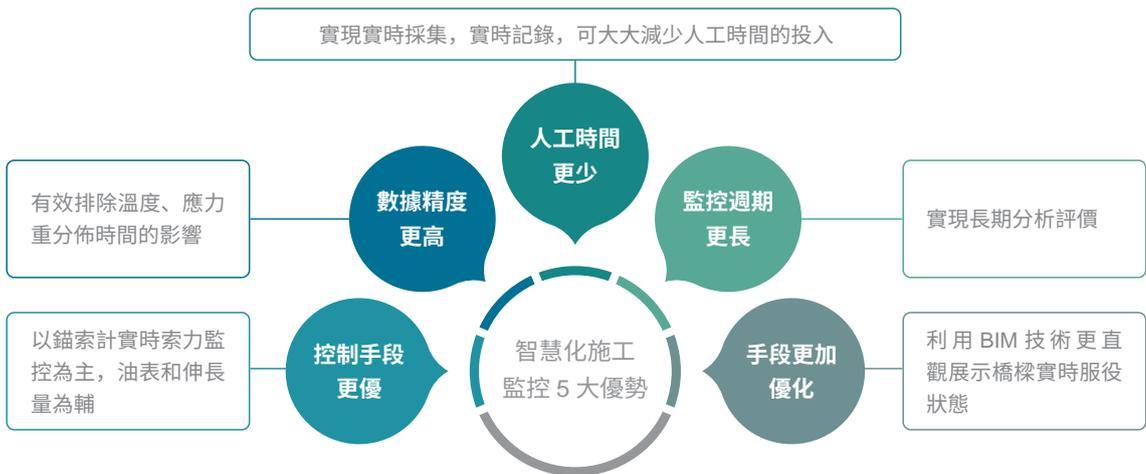 實現實時採集，實時記錄，可大大減少人工時間的投入
人工時間
更少
數據精度
更高
有效排除溫度、應力
重分佈時間的影響
監控週期
更長
實現長期分析評價
控制手段
更優
以錨索計實時索力監
控為主，油表和伸長
量為輔
智慧化施工
監控 5 大優勢
手段更加
優化
利用 BIM 技術更直
觀展示橋樑實時服役
狀態